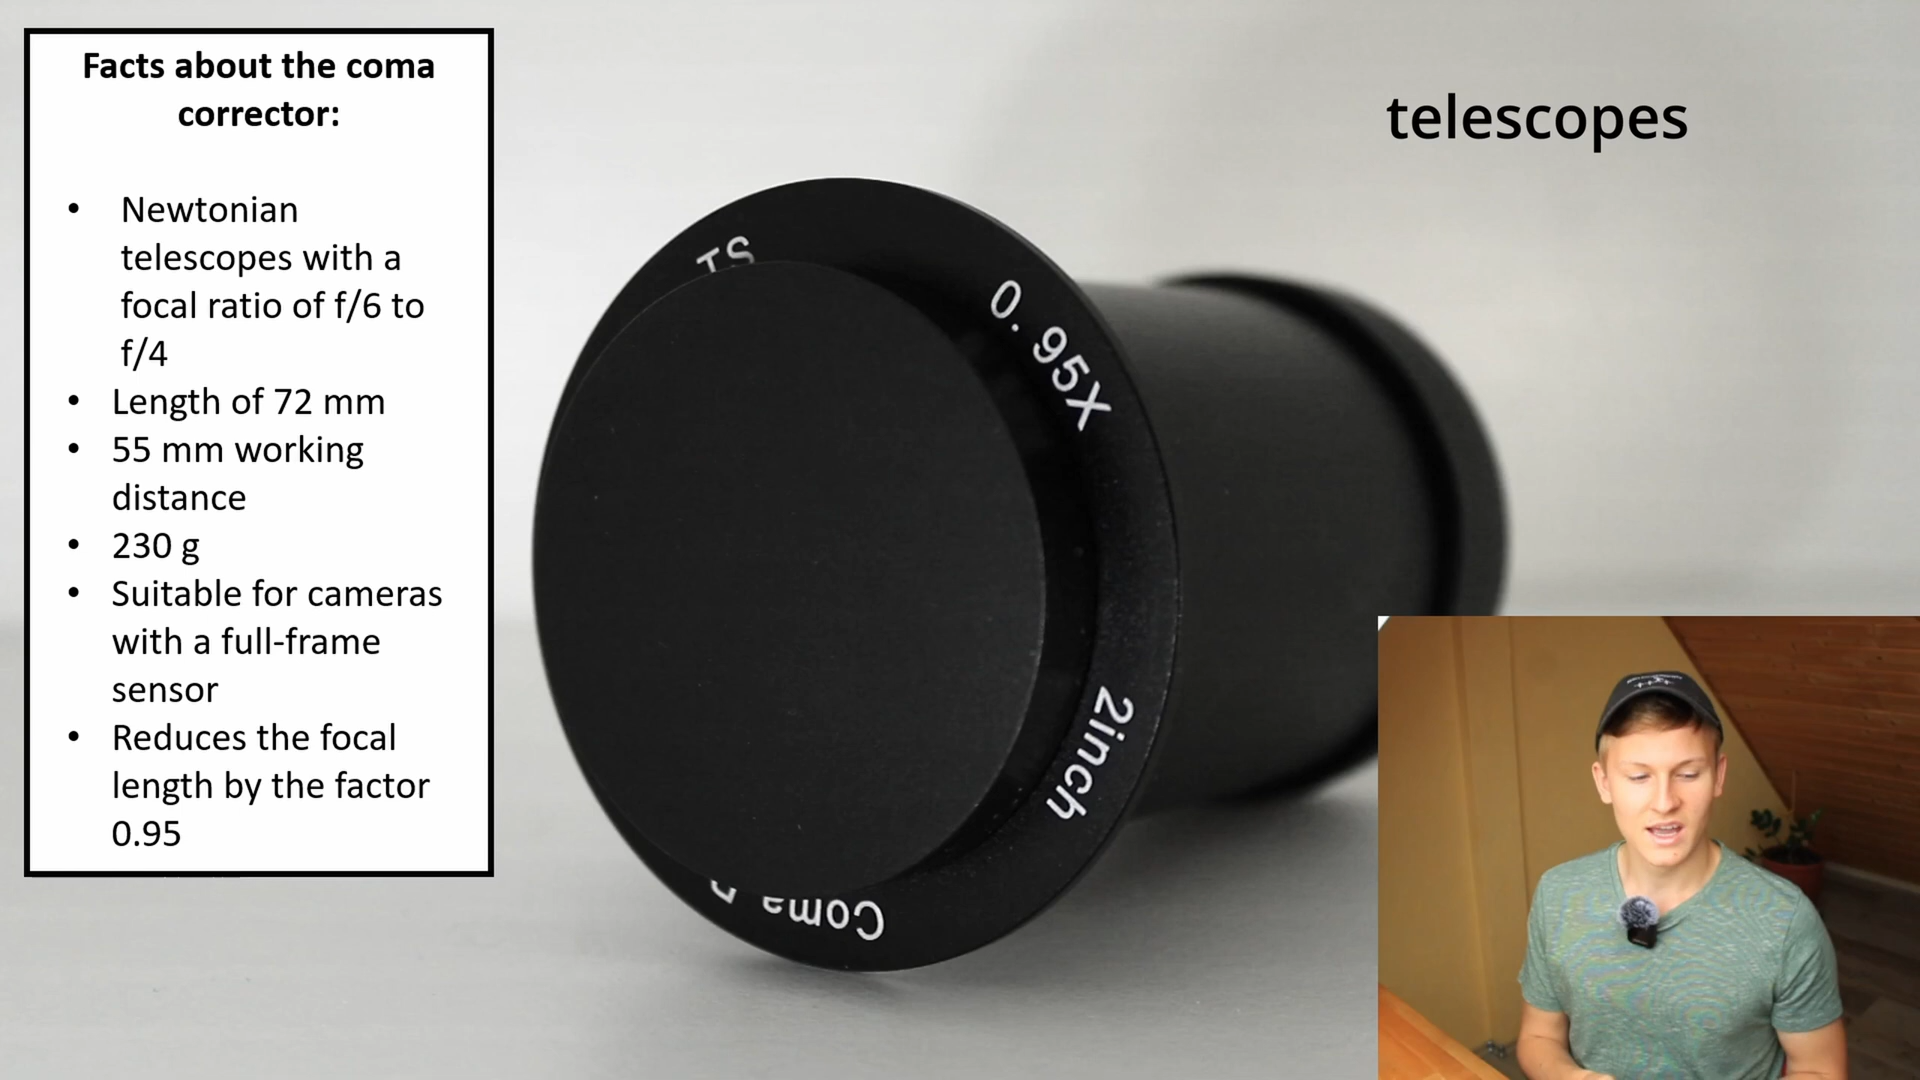 Facts about the coma
corrector:
• Newtonian
telescopes with a
focal ratio of f/6 to
f/4
• Length of 72 mm
• 55 mm working
distance
• 230 g
• Suitable for cameras
with a full-frame
sensor
• Reduces the focal
length by the factor
0.95
telescopes
TS
0.95X
2inch
Coma